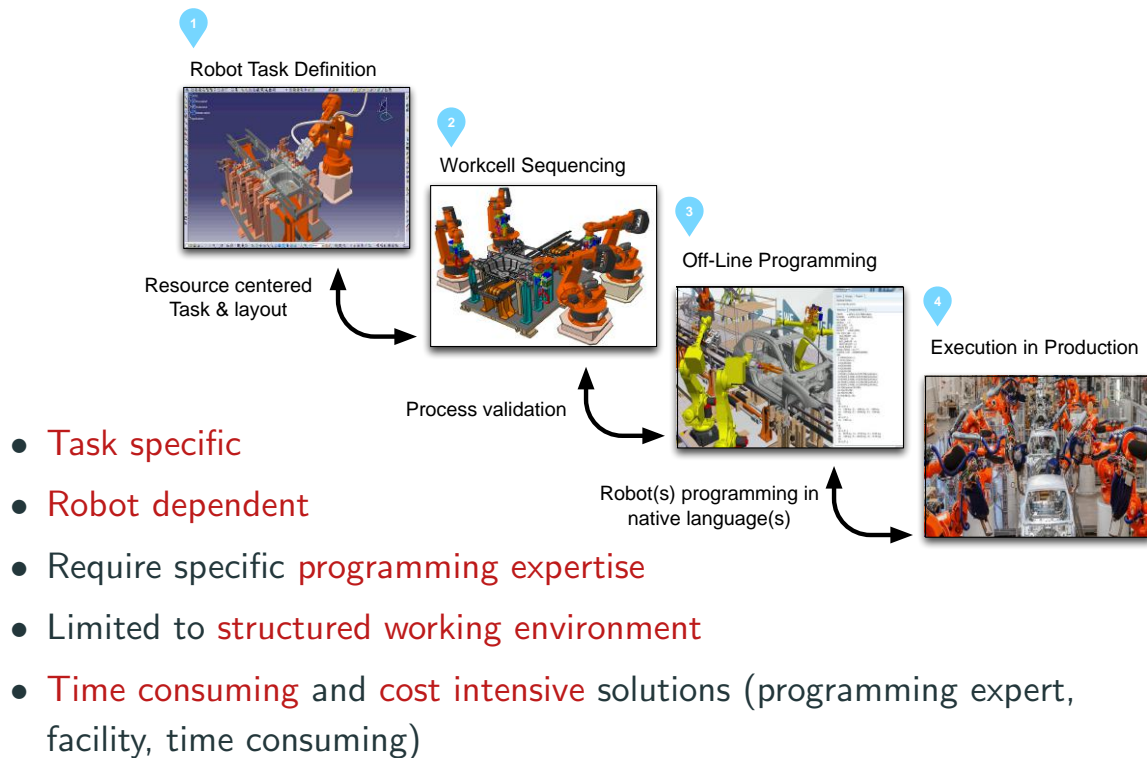 1
Robot Task Definition
2
Workcell Sequencing
3
Off-Line Programming
4
Execution in Production
Resource centered
Task & layout
Process validation
Robot(s) programming in
native language(s)
• Task specific
• Robot dependent
• Require specific programming expertise
• Limited to structured working environment
• Time consuming and cost intensive solutions (programming expert,
facility, time consuming)